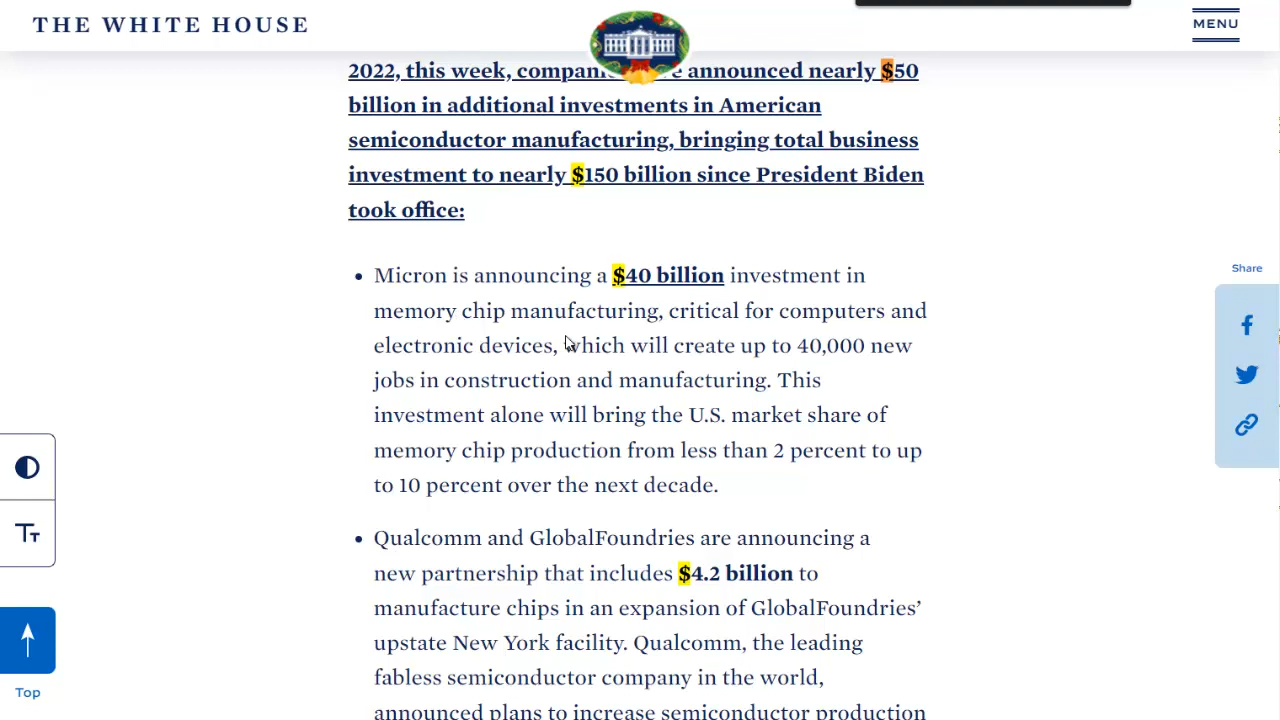 THE WHITE HOUSE
MENU
2022, this week, announced nearly $50
billion in additional investments in American
semiconductor manufacturing, bringing total business
investment to nearly $150 billion since President Biden
took office:
• Micron is announcing a $40 billion investment in
memory chip manufacturing, critical for computers and
electronic devices, which will create up to 40,000 new
jobs in construction and manufacturing. This
investment alone will bring the U.S. market share of
memory chip production from less than 2 percent to up
to 10 percent over the next decade.
• Qualcomm and GlobalFoundries are announcing a
new partnership that includes $4.2 billion to
manufacture chips in an expansion of GlobalFoundries’
upstate New York facility. Qualcomm, the leading
fabless semiconductor company in the world,
announced plans to increase semiconductor production
Share
Tt
Top